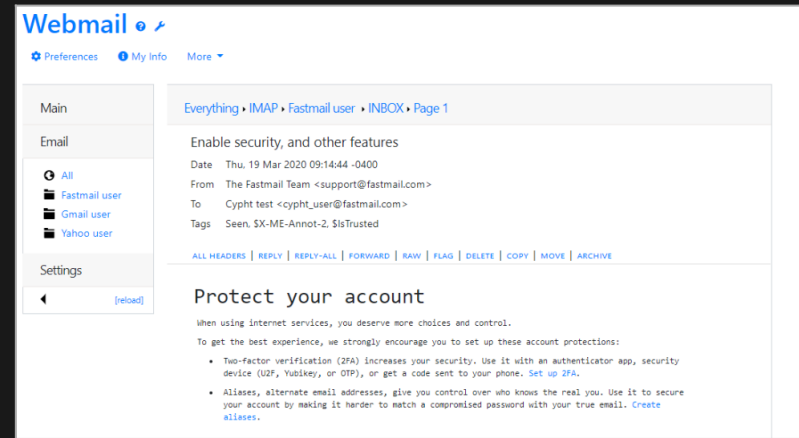 Webmail
Preferences My Info More
Main
Email
All
Fastmail user
Gmail user
Yahoo user
Settings
[reload]
Everything IMAP Fastmail user INBOX Page 1
Enable security, and other features
Date Thu, 19 Mar 2020 09:14:44 -0400
From The Fastmail Team <support@fastmail.com>
To Cypht test <cypht_user@fastmail.com>
Tags Seen, $X-ME-Annot-2, $IsTrusted
ALL HEADERS | REPLY | REPLY-ALL | FORWARD | RAW | FLAG | DELETE | COPY | MOVE | ARCHIVE
Protect your account
When using internet services, you deserve more choices and control.
To get the best experience, we strongly encourage you to set up these account protections:
• Two-factor verification (2FA) increases your security. Use it with an authenticator app, security
device (U2F, Yubikey, or OTP), or get a code sent to your phone. Set up 2FA.
• Aliases, alternate email addresses, give you control over who knows the real you. Use it to secure
your account by making it harder to match a compromised password with your true email. Create
aliases.